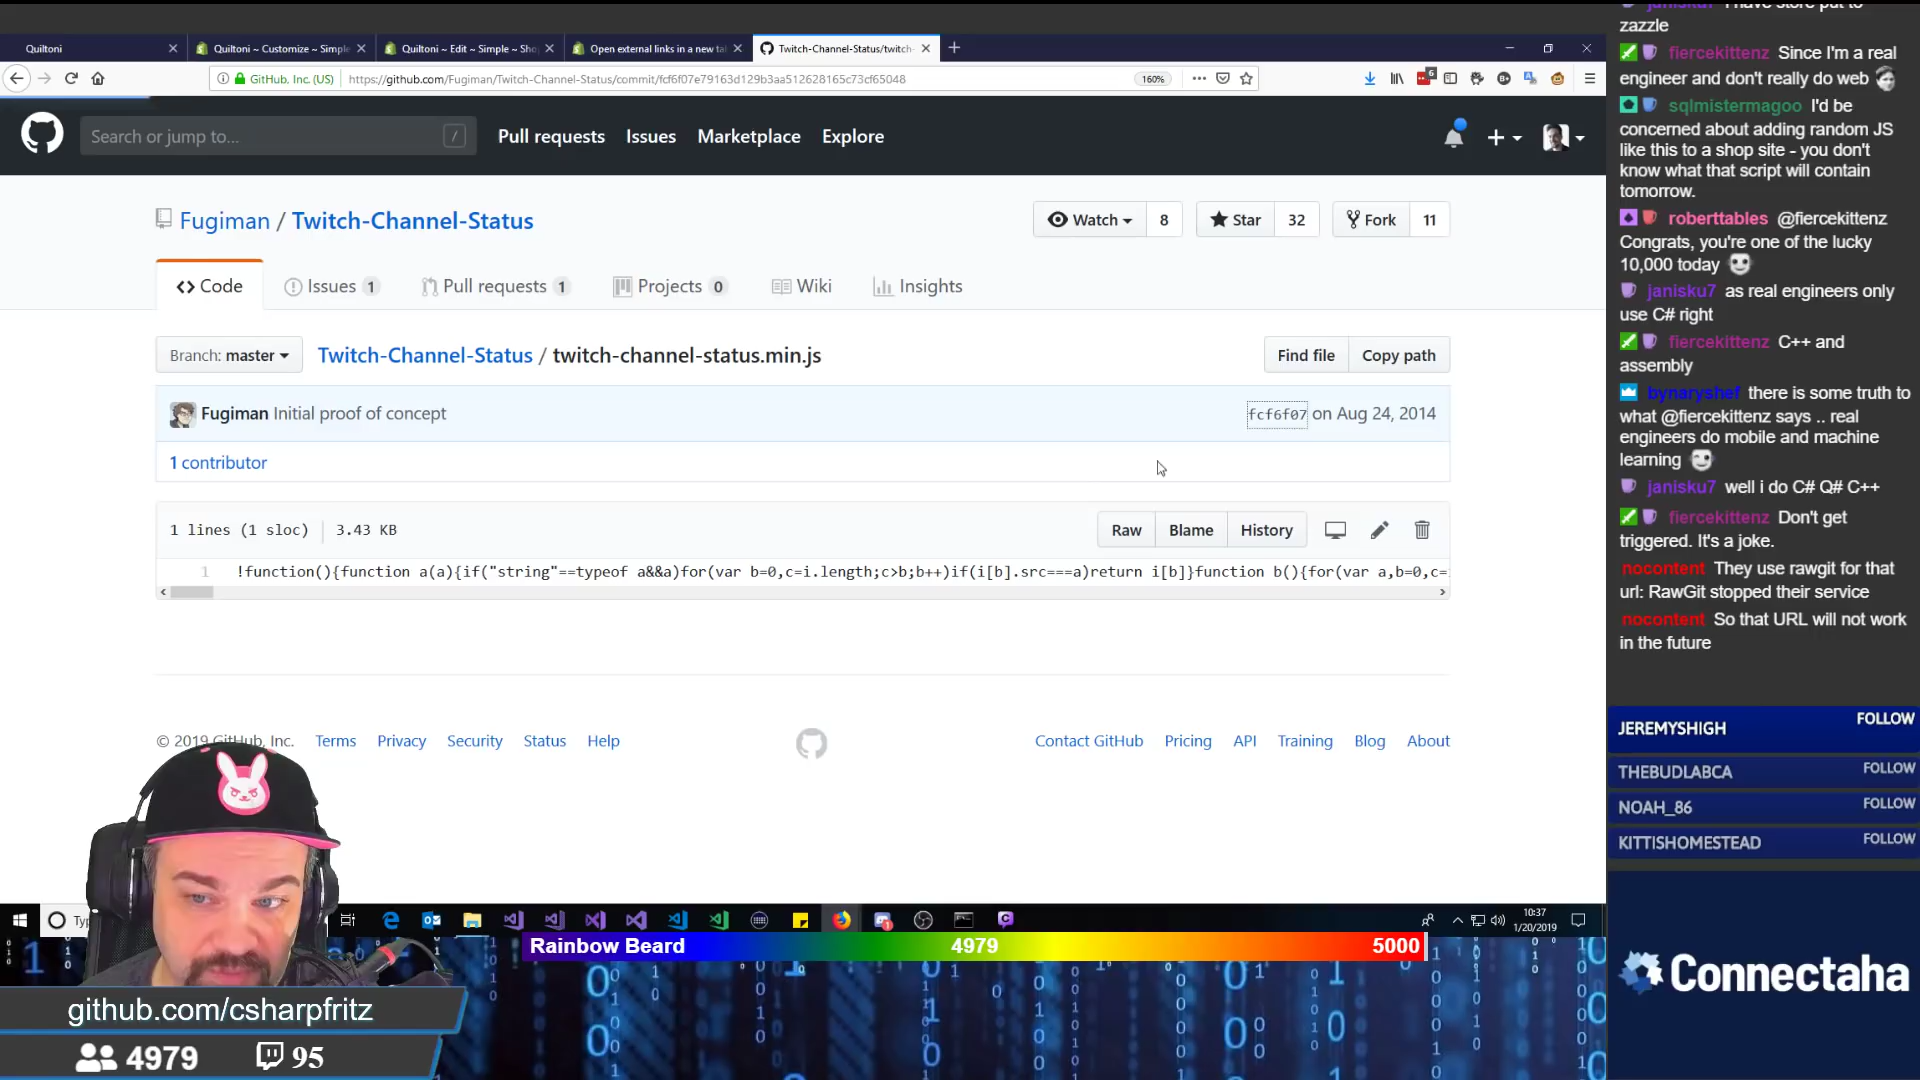 Quiltoni
Quiltoni ~ Customize ~ Simple
Quiltoni ~ Edit ~ Simple ~ Sho
Open external links in a new ta
Twitch-Channel-Status/twitch-
GitHub, Inc. (US)
https://github.com/Fugiman/Twitch-Channel-Status/commit/fcf6f07e79163d129b3aa512628165c73cf65048
160%
6
Search or jump to...
/
Pull requests
Issues
Marketplace
Explore
Fugiman / Twitch-Channel-Status
Watch
8
Star
32
Fork
11
Code
Issues 1
Pull requests 1
Projects 0
Wiki
Insights
Branch: master
Twitch-Channel-Status / twitch-channel-status.min.js
Find file
Copy path
Fugiman Initial proof of concept
fcf6f07 on Aug 24, 2014
1 contributor
1 lines (1 sloc)
3.43 KB
Raw
Blame
History
1
!function(){function a(a){if("string"==typeof a&&a)for(var b=0,c=i.length;c>b;b++)if(i[b].src===a)return i[b]}function b(){for(var a,b=0,c=
© 2019 GitHub, Inc.
Terms
Privacy
Security
Status
Help
Contact GitHub
Pricing
API
Training
Blog
About
janisku7 I have store put to
zazzle
fiercekittenz Since I'm a real
engineer and don't really do web
sqlmistermagoo I'd be
concerned about adding random JS
like this to a shop site - you don't
know what that script will contain
tomorrow.
roberttables @fiercekittenz
Congrats, you're one of the lucky
10,000 today
janisku7 as real engineers only
use C# right
fiercekittenz C++ and
assembly
bynaryshef there is some truth to
what @fiercekittenz says .. real
engineers do mobile and machine
learning
janisku7 well i do C# Q# C++
fiercekittenz Don't get
triggered. It's a joke.
nocontent They use rawgit for that
url: RawGit stopped their service
nocontent So that URL will not work
in the future
JEREMYSHIGH FOLLOW
THEBUDLABCA FOLLOW
NOAH_86 FOLLOW
KITTISHOMESTEAD FOLLOW
Connectaha
Ty
10:37
1/20/2019
Rainbow Beard
4979
5000
github.com/csharpfritz
4979
95